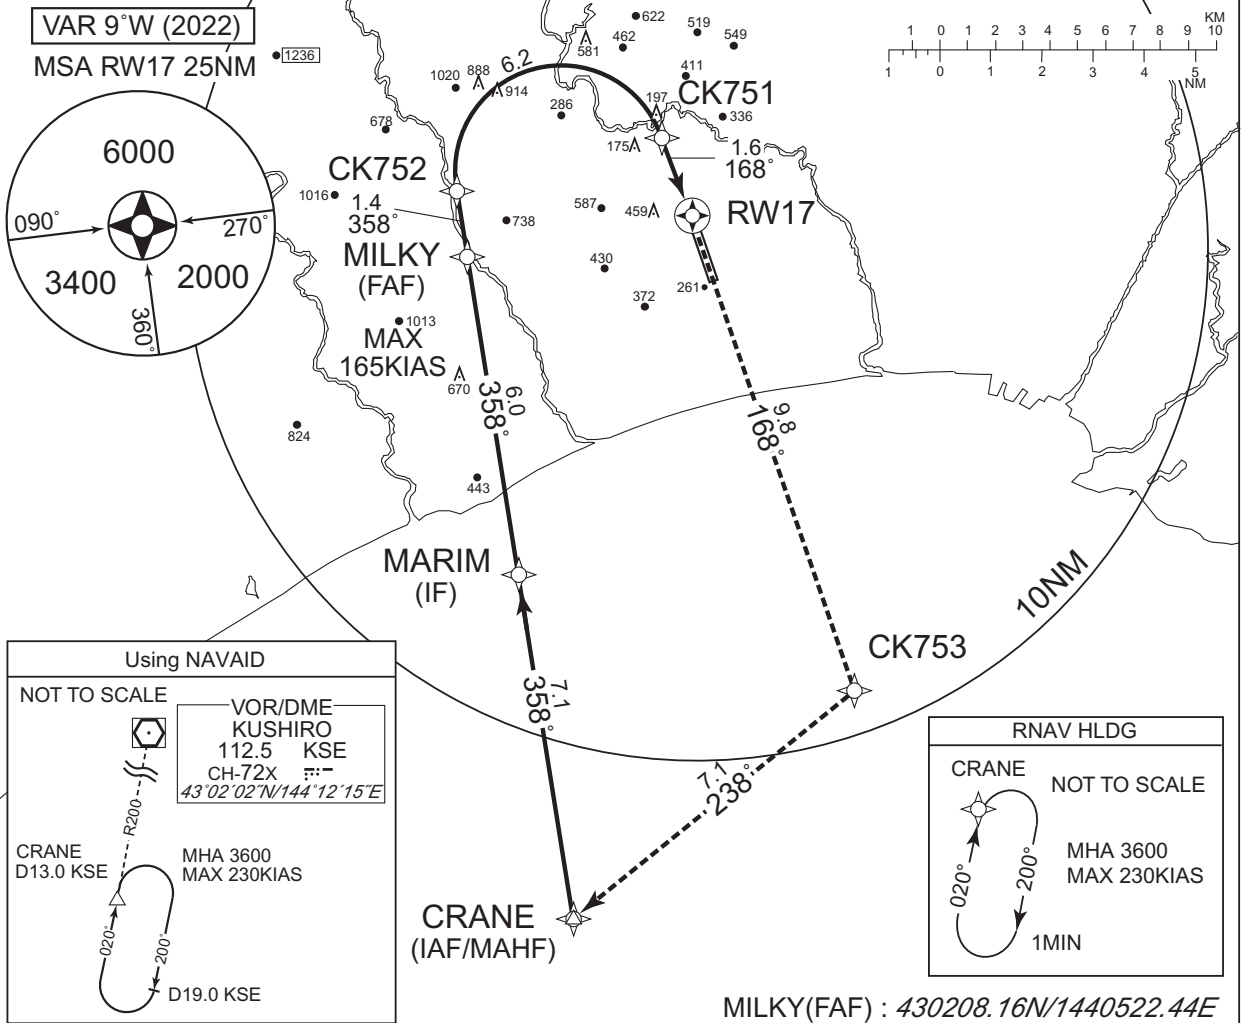 VAR 9°W (2022)
MSA RW17 25NM
6000
090°
270°
3400
2000
360°
1236
622
519
462
549
581
411
1020
888
914
6.2
286
197
CK751
336
678
175
1.6
168°
CK752
1016
1.4
358°
738
587
459
RW17
MILKY
(FAF)
430
261
372
1013
MAX
165KIAS
670
6.0
358°
9.8
168°
824
443
MARIM
(IF)
10NM
CK753
7.1
358°
7.1
238°
CRANE
(IAF/MAHF)
1 0 1 2 3 4 5 6 7 8 9 10
KM
1 0 1 2 3 4 5
NM
Using NAVAID
NOT TO SCALE
VOR/DME
KUSHIRO
112.5 KSE
CH-72X
43°02′02″N/144°12′15″E
R200
CRANE
D13.0 KSE
MHA 3600
MAX 230KIAS
020°
200°
D19.0 KSE
RNAV HLDG
CRANE
NOT TO SCALE
MHA 3600
MAX 230KIAS
020°
200°
1MIN
MILKY(FAF) : 430208.16N/1440522.44E